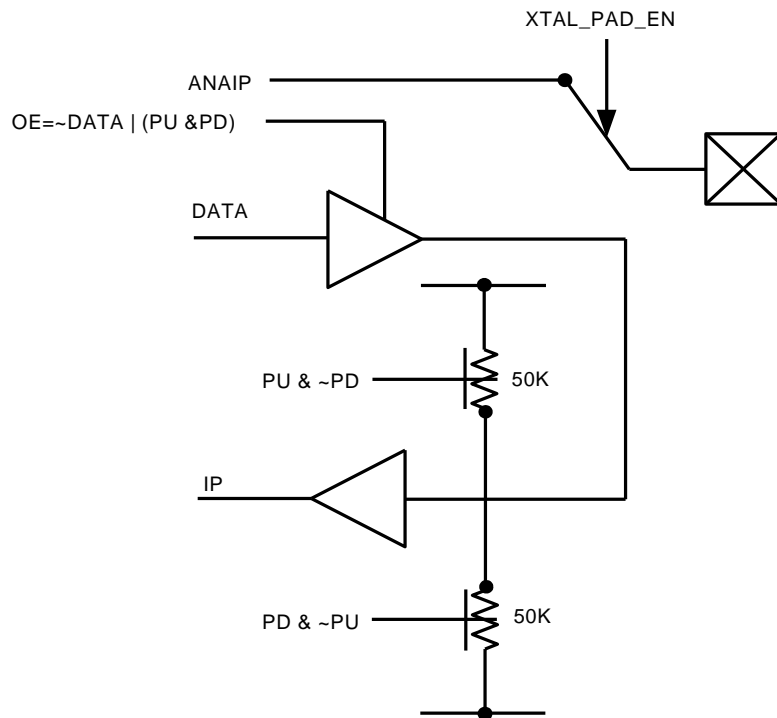 XTAL_PAD_EN
ANAIP
OE=~DATA | (PU &PD)
DATA
PU & ~PD
50K
IP
PD & ~PU
50K